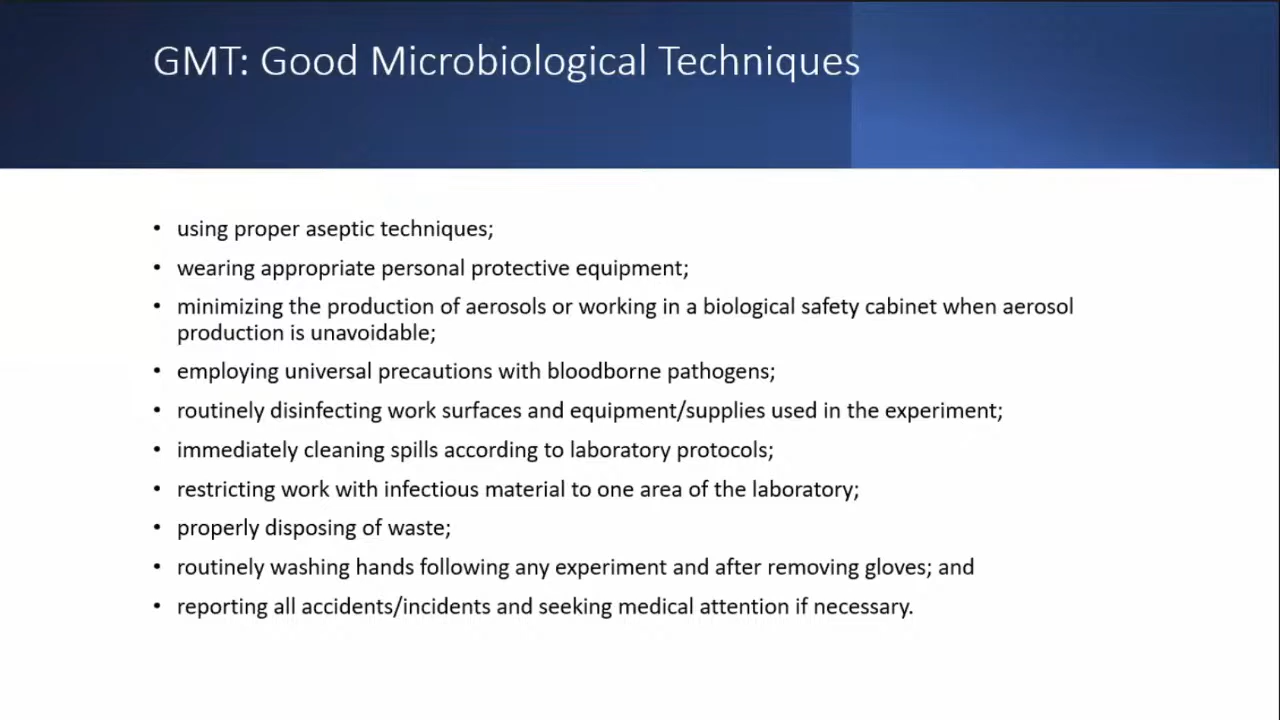 GMT: Good Microbiological Techniques
• using proper aseptic techniques;
• wearing appropriate personal protective equipment;
• minimizing the production of aerosols or working in a biological safety cabinet when aerosol
production is unavoidable;
• employing universal precautions with bloodborne pathogens;
• routinely disinfecting work surfaces and equipment/supplies used in the experiment;
• immediately cleaning spills according to laboratory protocols;
• restricting work with infectious material to one area of the laboratory;
• properly disposing of waste;
• routinely washing hands following any experiment and after removing gloves; and
• reporting all accidents/incidents and seeking medical attention if necessary.